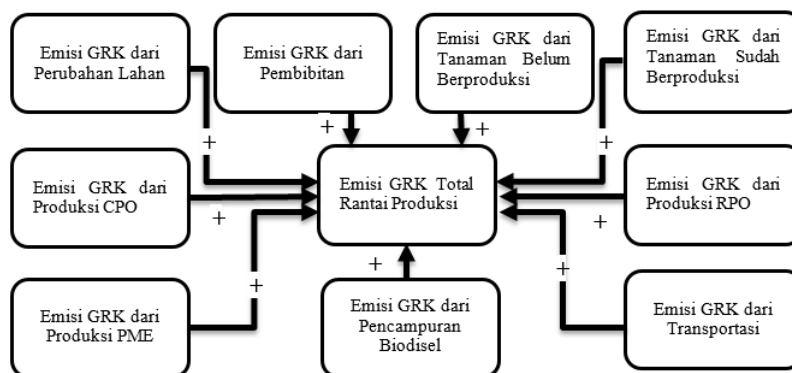 Emisi GRK dari
Perubahan Lahan
Emisi GRK dari
Pembibitan
Emisi GRK dari
Tanaman Belum
Berproduksi
Emisi GRK dari
Tanaman Sudah
Berproduksi
+
+
+
+
Emisi GRK dari
Produksi CPO
+
Emisi GRK Total
Rantai Produksi
Emisi GRK dari
Produksi RPO
+
+
+
+
Emisi GRK dari
Produksi PME
Emisi GRK dari
Pencampuran
Biodisel
Emisi GRK dari
Transportasi